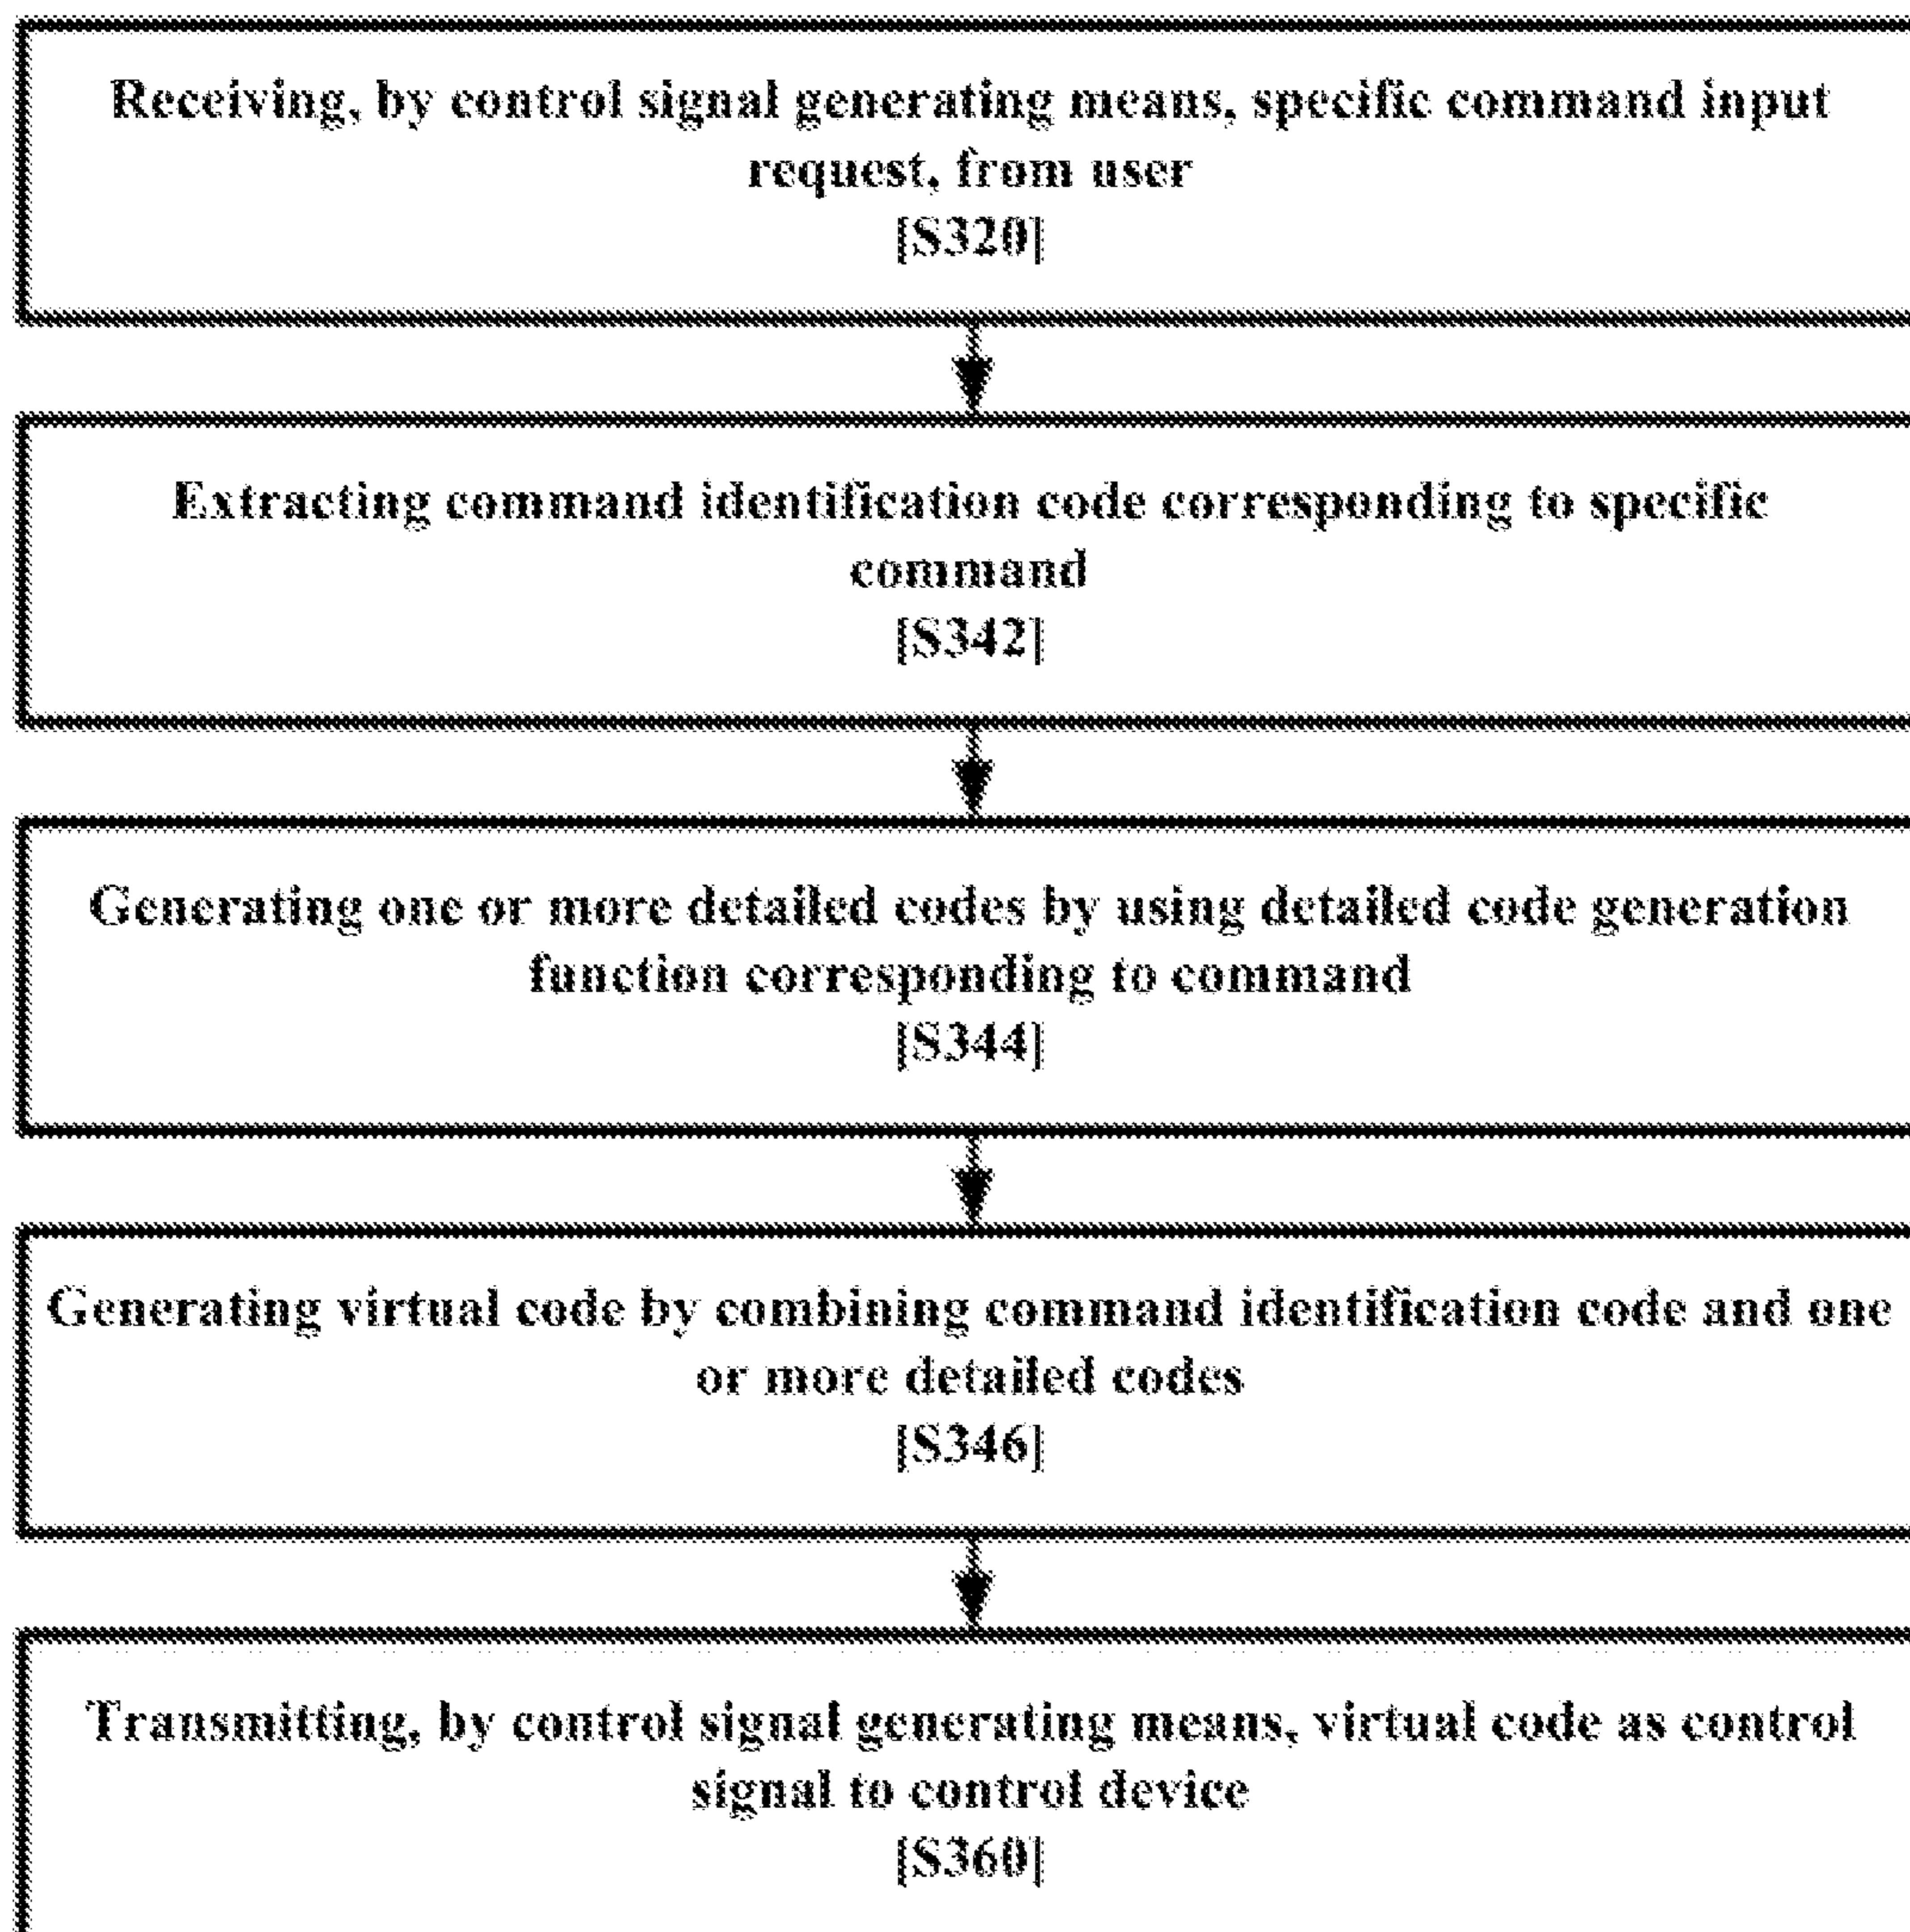 Receiving, by control signal generating means, specific command input
request, from user
[S320]
Extracting command identification code corresponding to specific
command
[S342]
Generating one or more detailed codes by using detailed code generation
function corresponding to command
[S344]
Generating virtual code by combining command identification code and one
or more detailed codes
[S346]
Transmitting, by control signal generating means, virtual code as control
signal to control device
[S360]